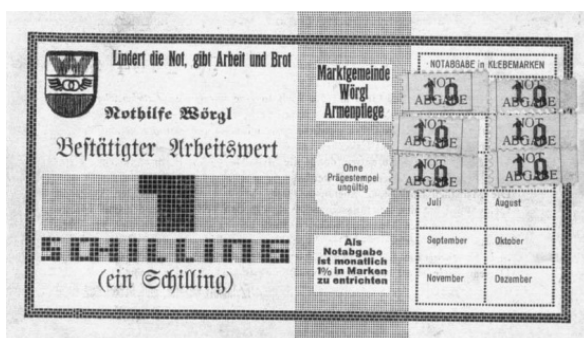 Lindert die Not, gibt Arbeit und Brot
Nothilfe Wörgl
Bestätigter Arbeitswert
1
SCHILLING
(ein Schilling)
Marktgemeinde
Wörgl
Armenpflege
Ohne
Prägestempel
ungültig
Als
Notabgabe
ist monatlich
1% in Marken
zu entrichten
NOTABGABE in KLEBEMARKEN
NOT
ABGABE
NOT
ABGABE
NOT
ABGABE
NOT
ABGABE
NOT
ABGABE
NOT
ABGABE
Juli
August
September
Oktober
November
Dezember